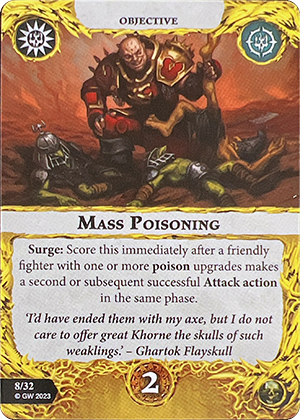 OBJECTIVE
MASS POISONING
Surge: Score this immediately after a friendly
fighter with one or more poison upgrades makes
a second or subsequent successful Attack action
in the same phase.
'I'd have ended them with my axe, but I do not
care to offer great Khorne the skulls of such
weaklings.' – Ghartok Flayskull
8/32
© GW 2023
2